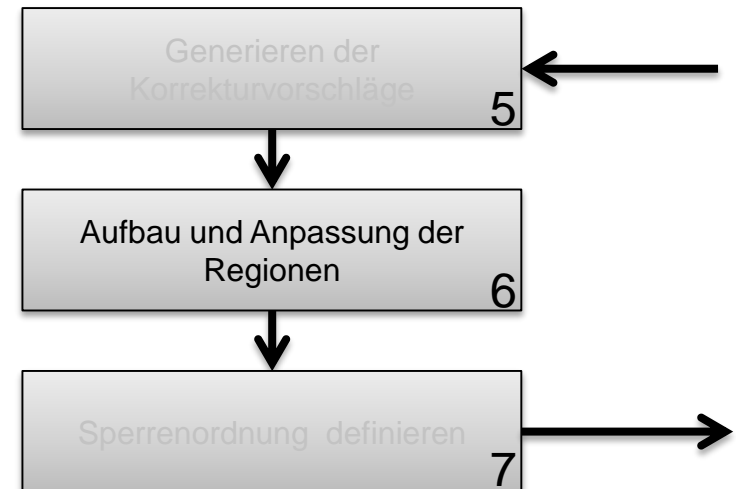 Generieren der
Korrekturvorschläge
5
Aufbau und Anpassung der
Regionen
6
Sperrenordnung definieren
7